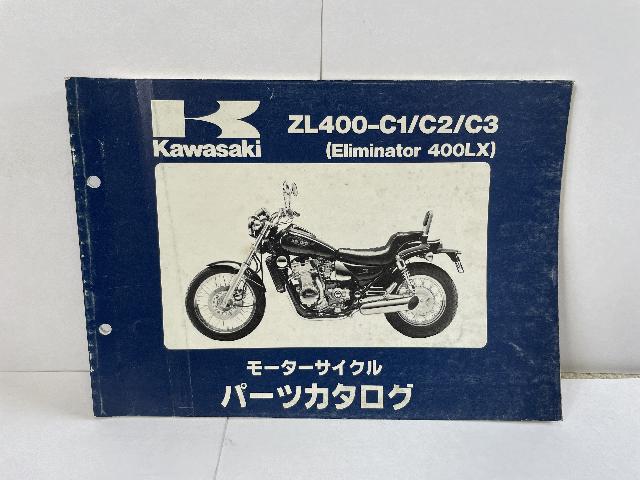 ZL400-C1/C2/C3
Kawasaki
(Eliminator 400LX)
モーターサイクル
パーツカタログ